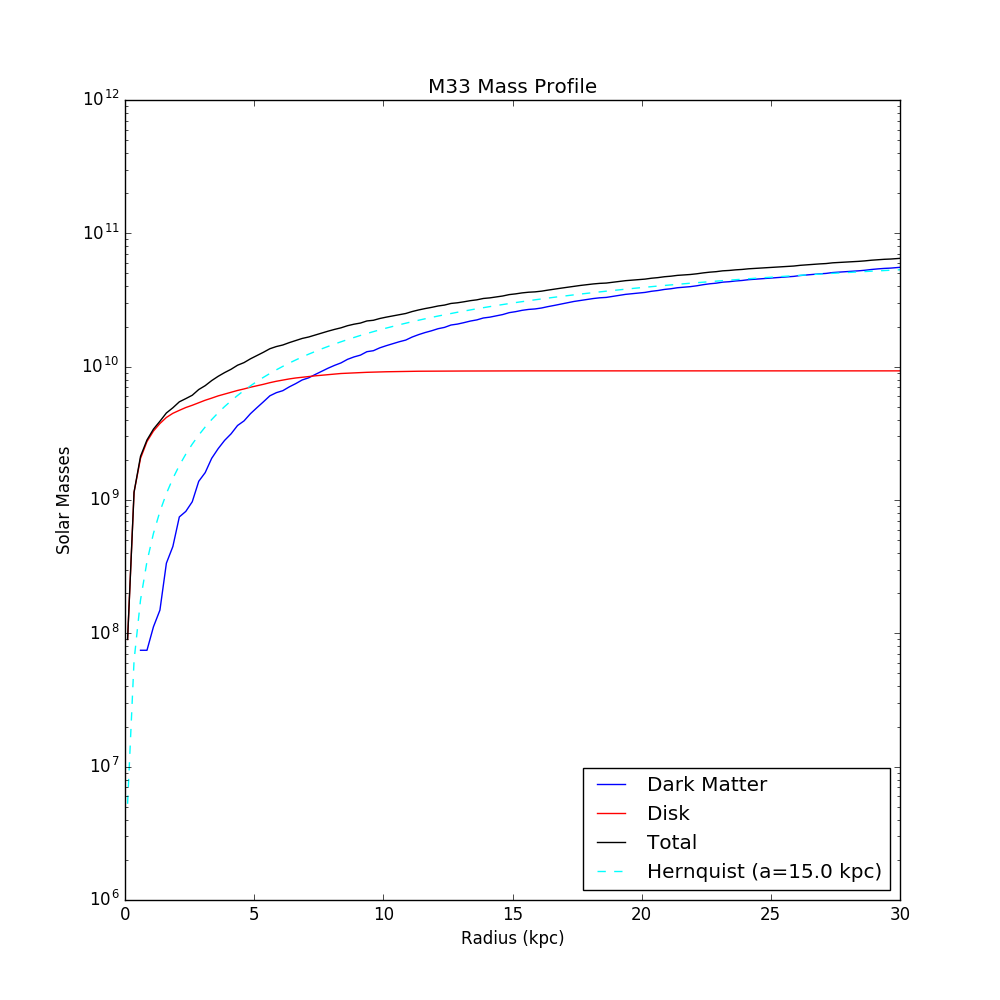 M33 Mass Profile
10^12
10^11
10^10
10^9
10^8
10^7
10^6
Solar Masses
0 5 10 15 20 25 30
Radius (kpc)
Dark Matter
Disk
Total
Hernquist (a=15.0 kpc)